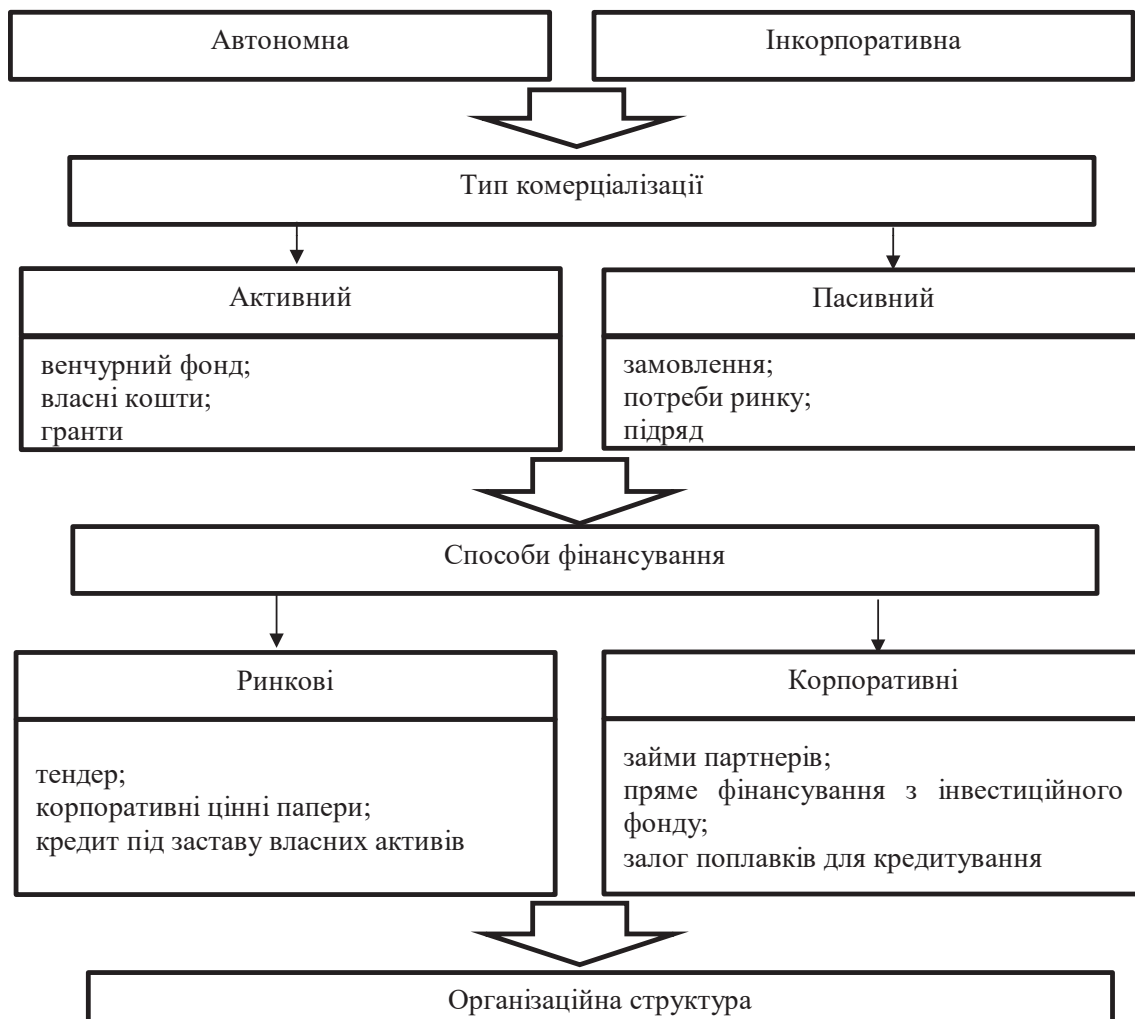 Автономна
Інкорпоративна
Тип комерціалізації
Активний
Пасивний
венчурний фонд;
власні кошти;
гранти
замовлення;
потреби ринку;
підряд
Способи фінансування
Ринкові
Корпоративні
тендер;
корпоративні цінні папери;
кредит під заставу власних активів
займи партнерів;
пряме фінансування з інвестиційного
фонду;
залог поплавків для кредитування
Організаційна структура